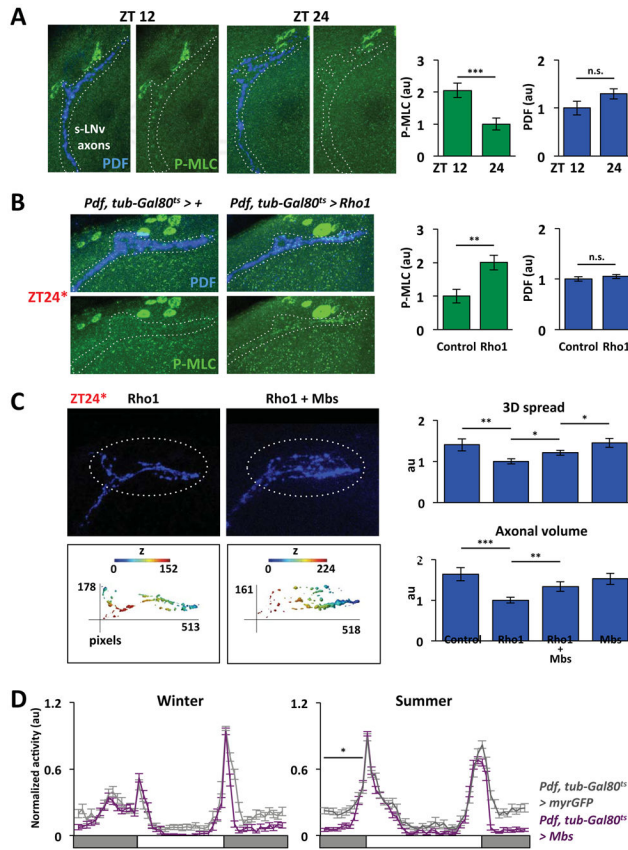 A
ZT 12
ZT 24
s-LNv
axons
PDF
P-MLC
P-MLC (au)
3
2
1
0
***
ZT 12
24
PDF (au)
2
1
0
n.s.
ZT 12
24
B
Pdf, tub-Gal80ts > +
Pdf, tub-Gal80ts > Rho1
ZT24*
PDF
P-MLC
P-MLC (au)
3
2
1
0
**
Control
Rho1
PDF (au)
2
1
0
n.s.
Control
Rho1
C
ZT24*
Rho1
Rho1 + Mbs
z
0
152
178
513
pixels
z
0
224
161
518
3D spread
au
2
1
0
**
*
*
Axonal volume
au
2
1
0
***
**
Control
Rho1
Rho1
+
Mbs
Mbs
D
Winter
Normalized activity (au)
1.2
0.6
0
Summer
1.2
0.6
0
*
Pdf, tub-Gal80ts
> myrGFP
Pdf, tub-Gal80ts
> Mbs